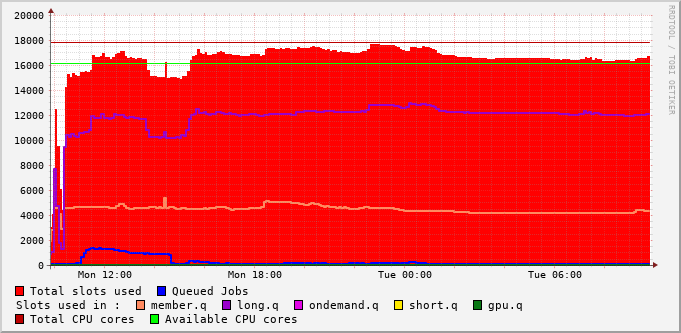 20000
18000
16000
14000
12000
10000
8000
6000
4000
2000
0
Mon 12:00 Mon 18:00 Tue 00:00 Tue 06:00
RRDTOOL / TOBI OETIKER
Total slots used Queued Jobs
Slots used in : member.q long.q ondemand.q short.q gpu.q
Total CPU cores Available CPU cores